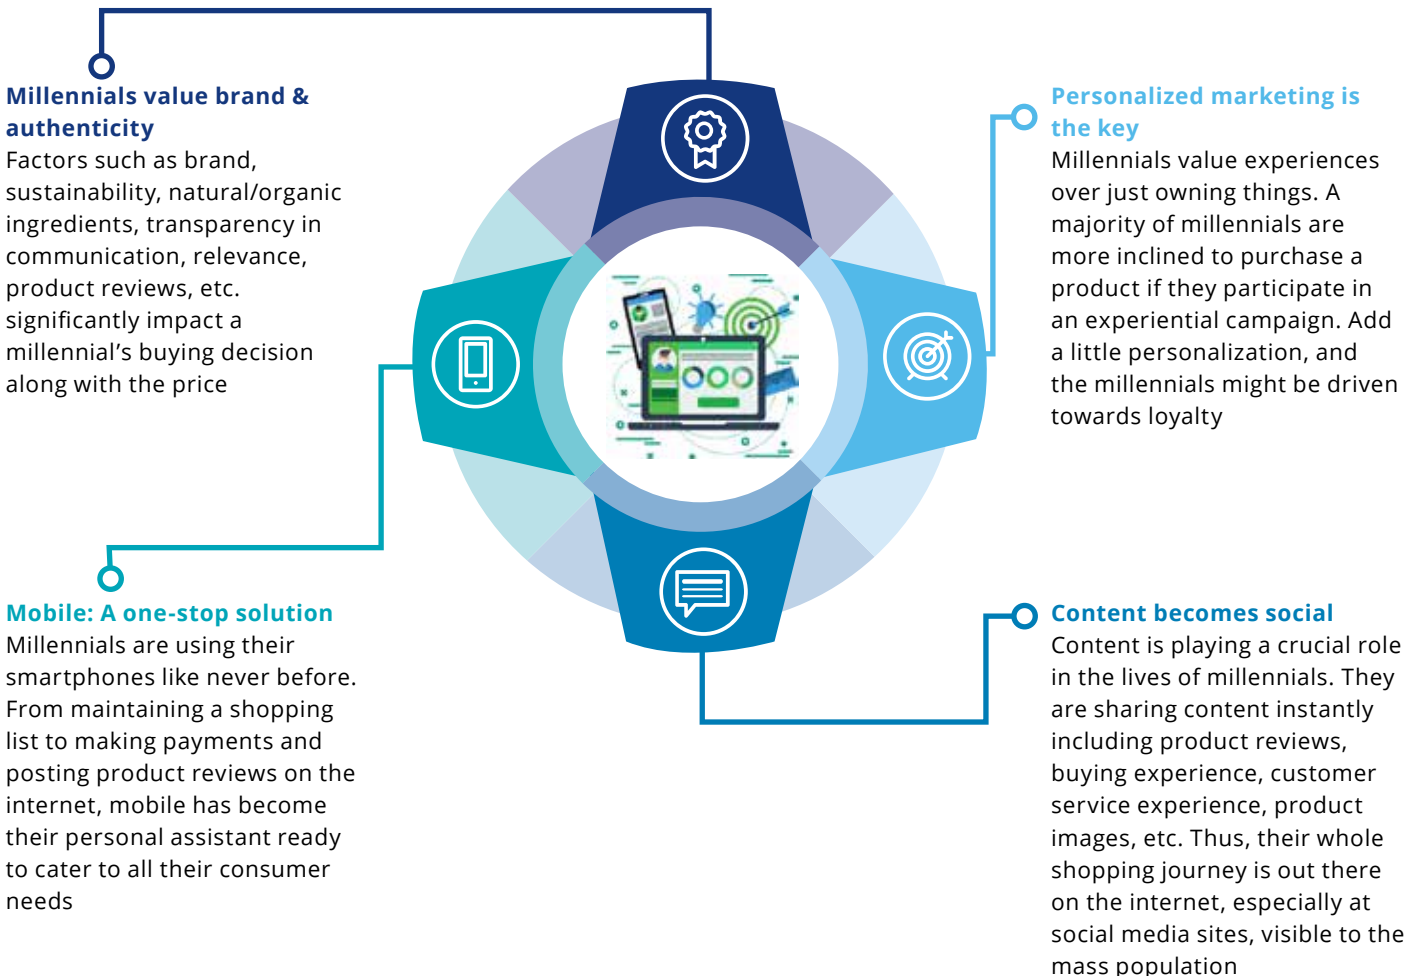 Millennials value brand &
authenticity
Factors such as brand,
sustainability, natural/organic
ingredients, transparency in
communication, relevance,
product reviews, etc.
significantly impact a
millennial’s buying decision
along with the price
Personalized marketing is
the key
Millennials value experiences
over just owning things. A
majority of millennials are
more inclined to purchase a
product if they participate in
an experiential campaign. Add
a little personalization, and
the millennials might be driven
towards loyalty
Mobile: A one-stop solution
Millennials are using their
smartphones like never before.
From maintaining a shopping
list to making payments and
posting product reviews on the
internet, mobile has become
their personal assistant ready
to cater to all their consumer
needs
Content becomes social
Content is playing a crucial role
in the lives of millennials. They
are sharing content instantly
including product reviews,
buying experience, customer
service experience, product
images, etc. Thus, their whole
shopping journey is out there
on the internet, especially at
social media sites, visible to the
mass population